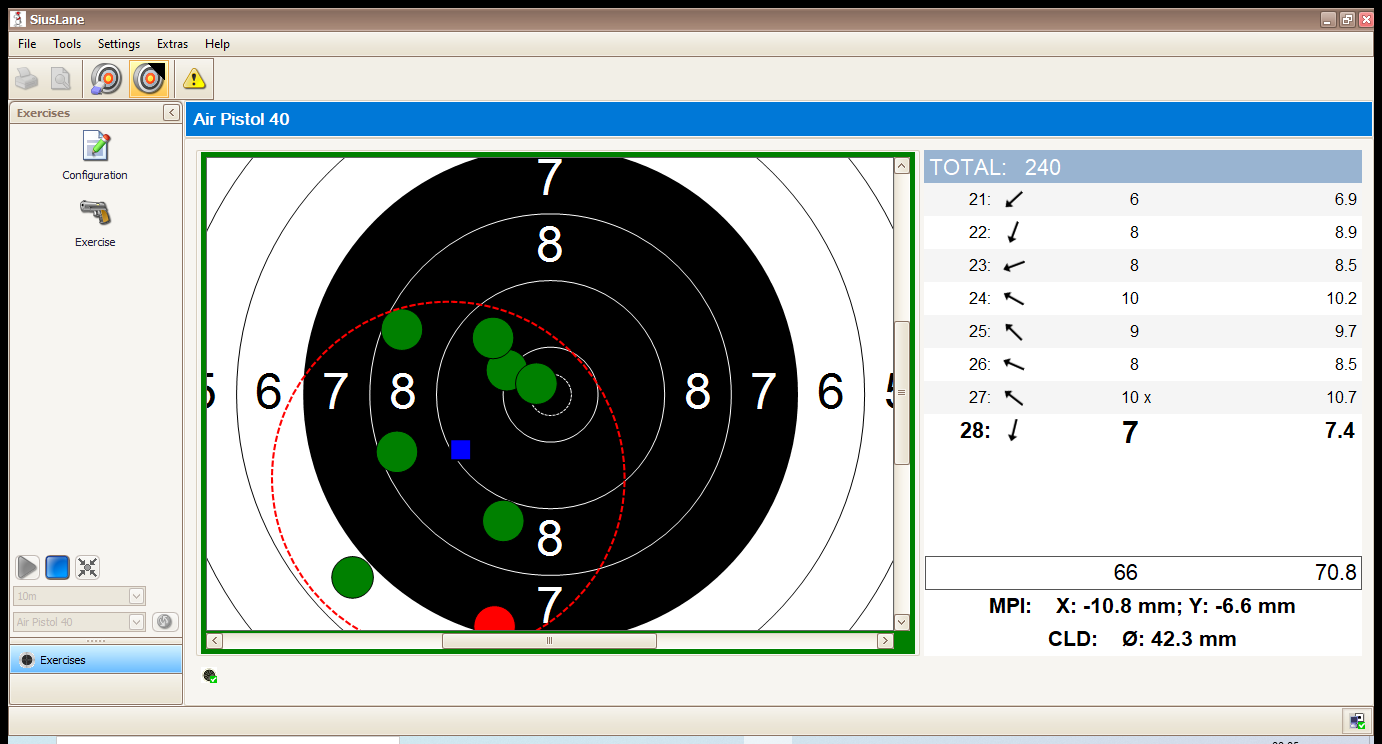 SiusLane
File Tools Settings Extras Help
Exercises
Configuration
Exercise
10m
Air Pistol 40
Exercises
Air Pistol 40
7
8
5 6 7 8 8 7 6 5
8
7
TOTAL: 240
21: 6 6.9
22: 8 8.9
23: 8 8.5
24: 10 10.2
25: 9 9.7
26: 8 8.5
27: 10 x 10.7
28: 7 7.4
66 70.8
MPI: X: -10.8 mm; Y: -6.6 mm
CLD: Ø: 42.3 mm